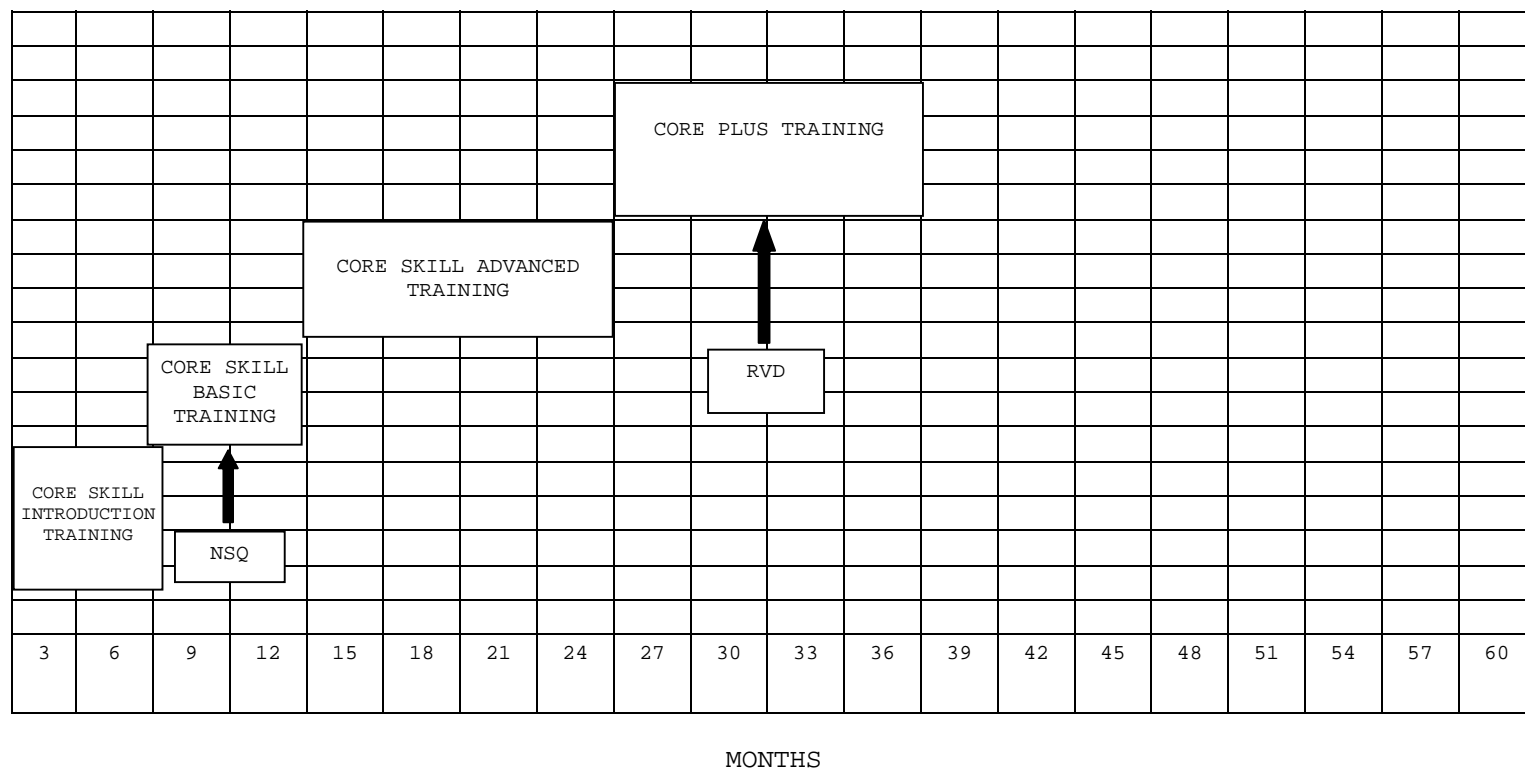 CORE PLUS TRAINING
CORE SKILL ADVANCED
TRAINING
CORE SKILL
BASIC
TRAINING
RVD
CORE SKILL
INTRODUCTION
TRAINING
NSQ
3 6 9 12 15 18 21 24 27 30 33 36 39 42 45 48 51 54 57 60
MONTHS